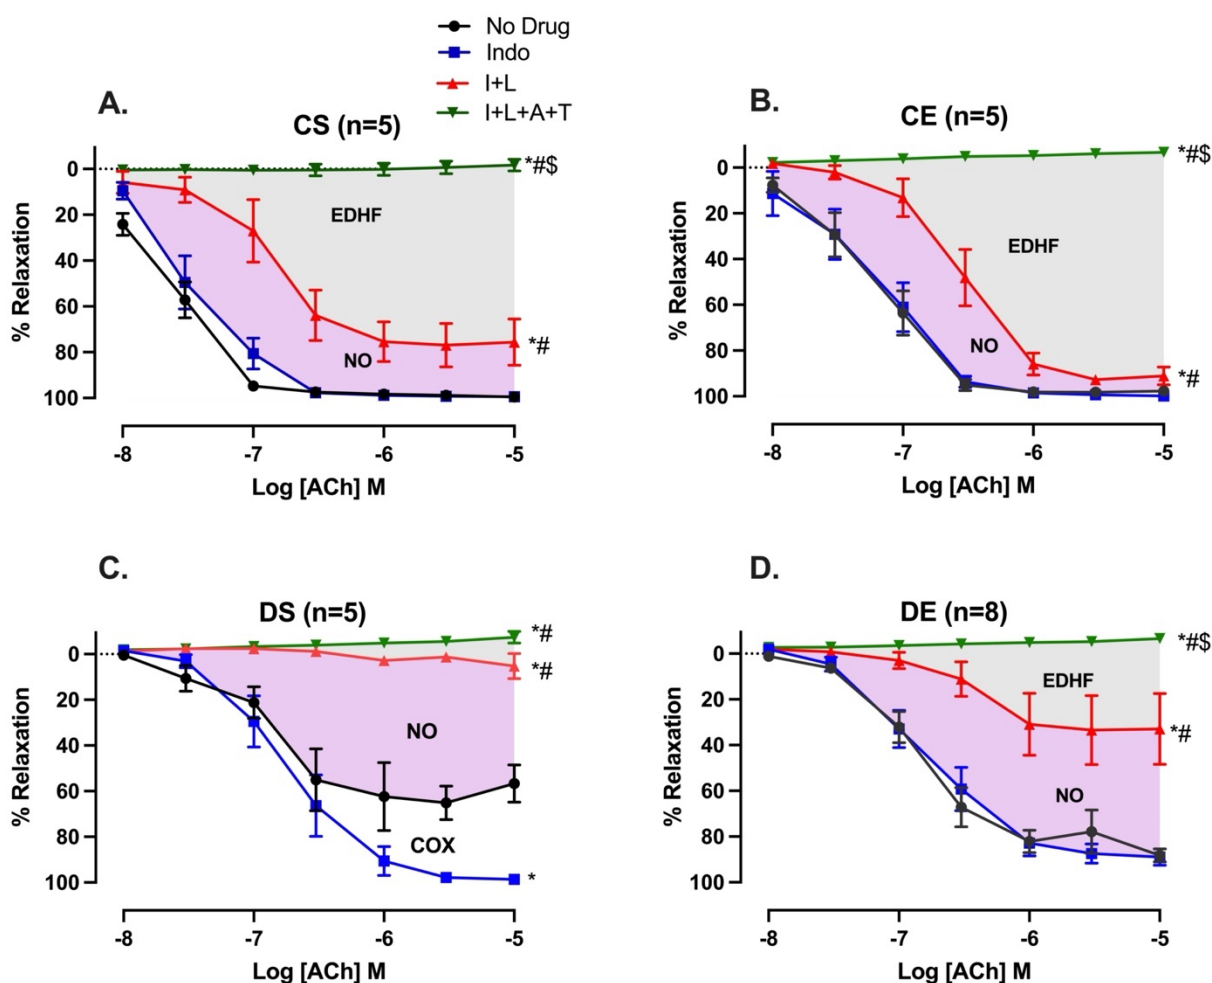 No Drug
Indo
I+L
I+L+A+T
A.
CS (n=5)
% Relaxation
0
20
40
60
80
100
EDHF
NO
*#$
*#
-8
-7
-6
-5
Log [ACh] M
B.
CE (n=5)
% Relaxation
0
20
40
60
80
100
EDHF
NO
*#$
*#
-8
-7
-6
-5
Log [ACh] M
C.
DS (n=5)
% Relaxation
0
20
40
60
80
100
*#
*#
NO
COX
*
-8
-7
-6
-5
Log [ACh] M
D.
DE (n=8)
% Relaxation
0
20
40
60
80
100
*#$
EDHF
*#
NO
-8
-7
-6
-5
Log [ACh] M